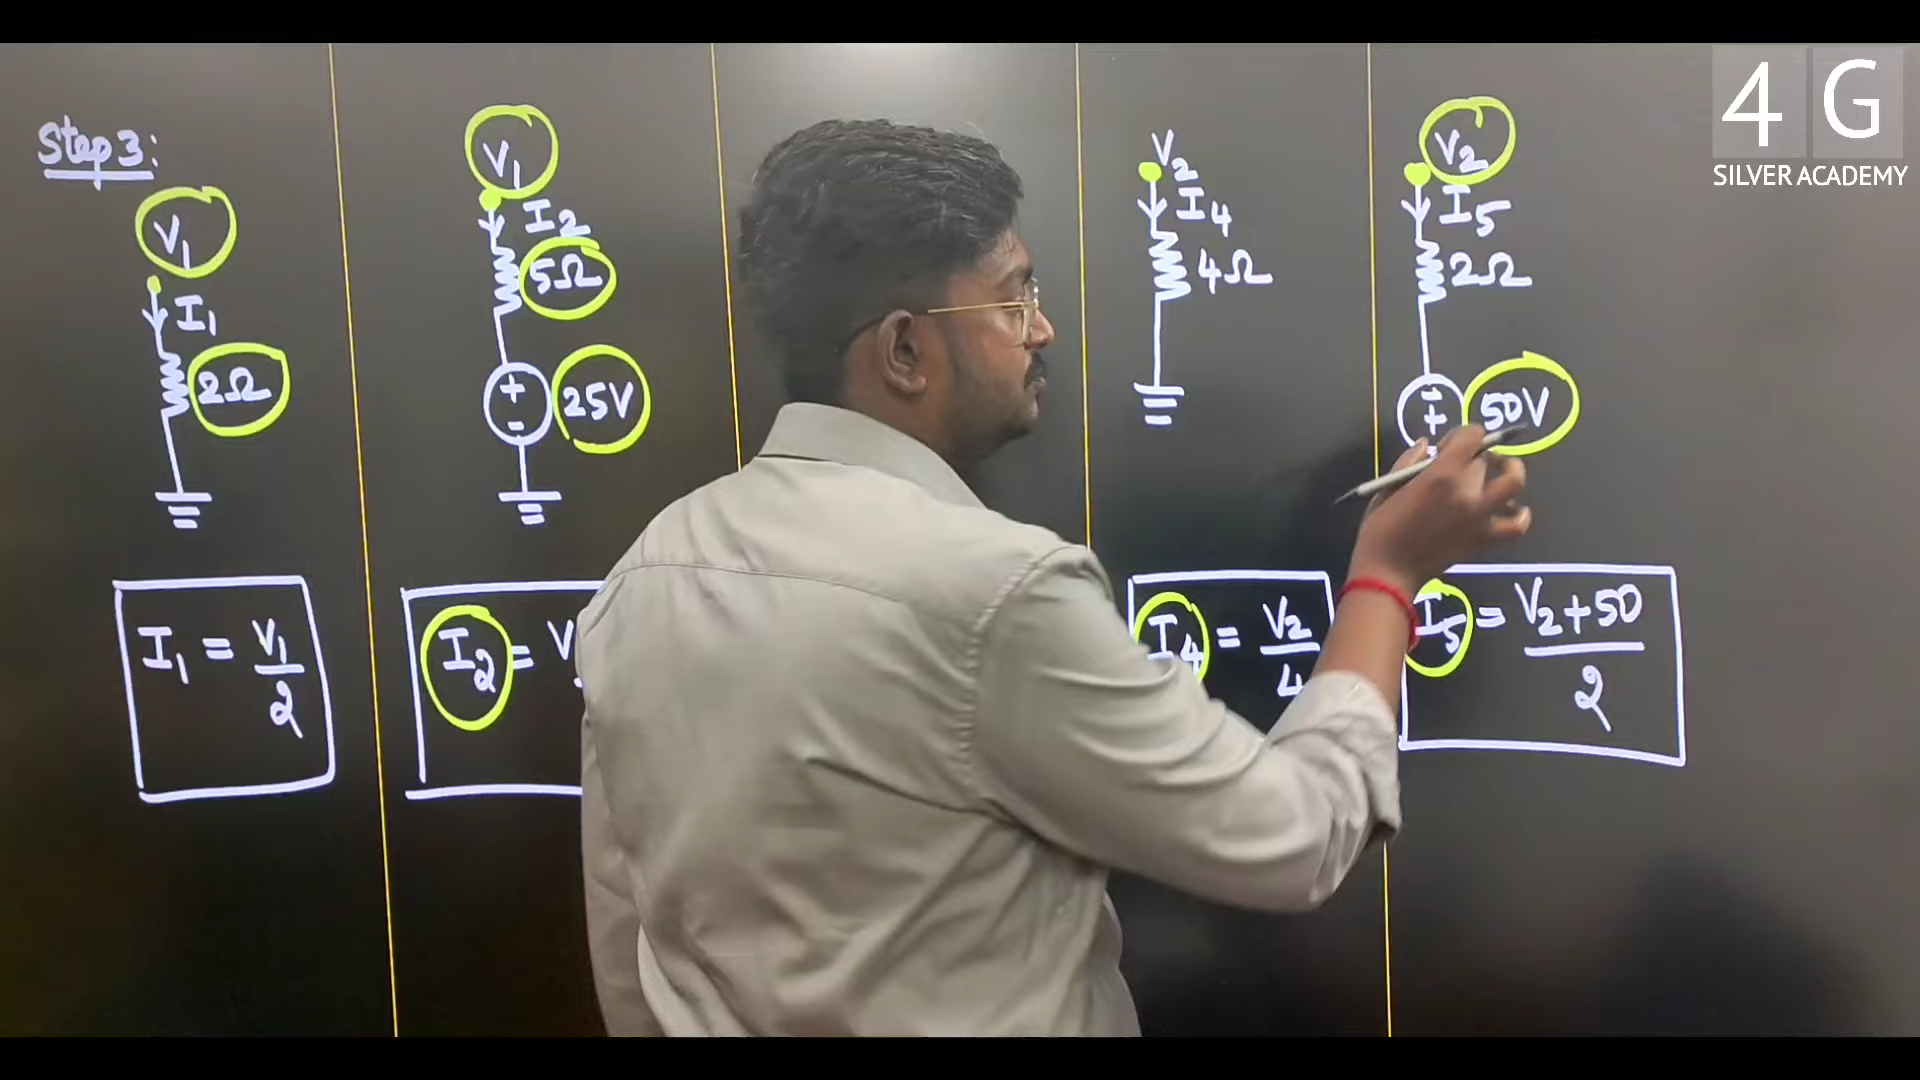 4 G
SILVER ACADEMY
Step 3:
V₁
I₁
2Ω
I₁ = V₁/2
V₁
I₂
5Ω
+
-
25V
I₂ = V
V₂
I₄
4Ω
I₄ = V₂/4
V₂
I₅
2Ω
-
+
50V
I₅ = V₂+50/2